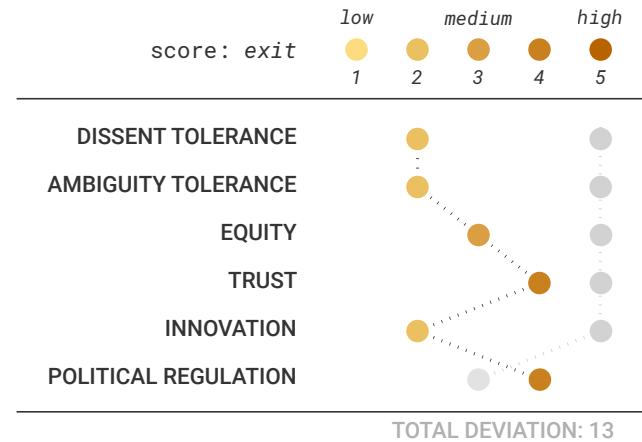 low medium high
score: exit
1 2 3 4 5
DISSENT TOLERANCE
AMBIGUITY TOLERANCE
EQUITY
TRUST
INNOVATION
POLITICAL REGULATION
TOTAL DEVIATION: 13